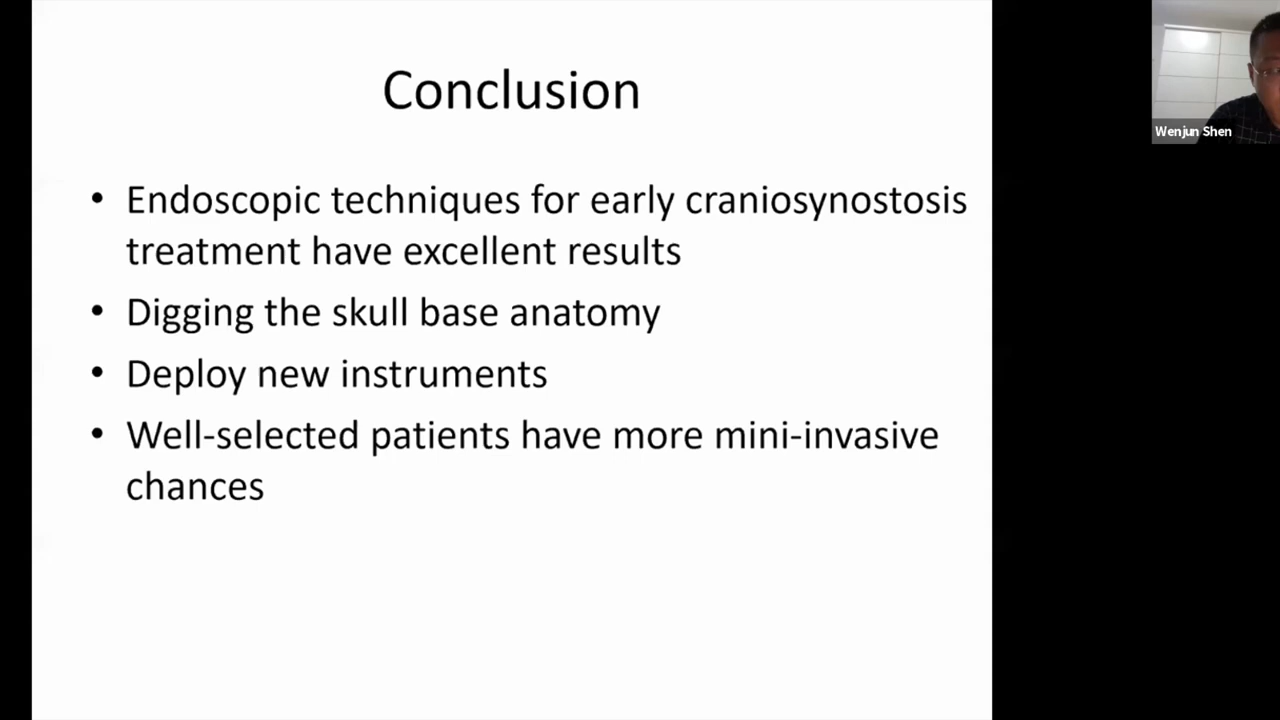 Conclusion
• Endoscopic techniques for early craniosynostosis
treatment have excellent results
• Digging the skull base anatomy
• Deploy new instruments
• Well-selected patients have more mini-invasive
chances
Wenjun Shen